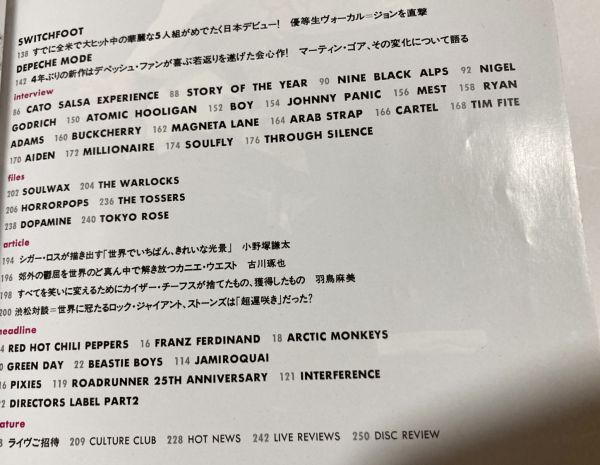 SWITCHFOOT
138 すでに全米で大ヒット中の華麗な5人組がめでたく日本デビュー! 優等生ヴォーカル=ジョンを直撃
DEPECHE MODE
142 4年ぶりの新作はデペッシュ・ファンが喜ぶ若返りを遂げた会心作! マーティン・ゴア、その変化について語る
interview
86 CATO SALSA EXPERIENCE 88 STORY OF THE YEAR 90 NINE BLACK ALPS 92 NIGEL
GODRICH 150 ATOMIC HOOLIGAN 152 BOY 154 JOHNNY PANIC 156 MEST 158 RYAN
ADAMS 160 BUCKCHERRY 162 MAGNETA LANE 164 ARAB STRAP 166 CARTEL 168 TIM FITE
170 AIDEN 172 MILLIONAIRE 174 SOULFLY 176 THROUGH SILENCE
files
202 SOULWAX 204 THE WARLOCKS
206 HORRORPOPS 236 THE TOSSERS
238 DOPAMINE 240 TOKYO ROSE
article
194 シガー・ロスが描き出す「世界でいちばん、きれいな光景」 小野塚謙太
196 郊外の鬱屈を世界のど真ん中で解き放つカニエ・ウエスト 古川琢也
198 すべてを笑いに変えるためにカイザー・チーフスが捨てたもの、獲得したもの 羽鳥麻美
200 渋松対談=世界に冠たるロック・ジャイアント、ストーンズは「超遅咲き」だった?
headline
4 RED HOT CHILI PEPPERS 16 FRANZ FERDINAND 18 ARCTIC MONKEYS
0 GREEN DAY 22 BEASTIE BOYS 114 JAMIROQUAI
16 PIXIES 119 ROADRUNNER 25TH ANNIVERSARY 121 INTERFERENCE
2 DIRECTORS LABEL PART2
ature
8 ライヴご招待 209 CULTURE CLUB 228 HOT NEWS 242 LIVE REVIEWS 250 DISC REVIEW